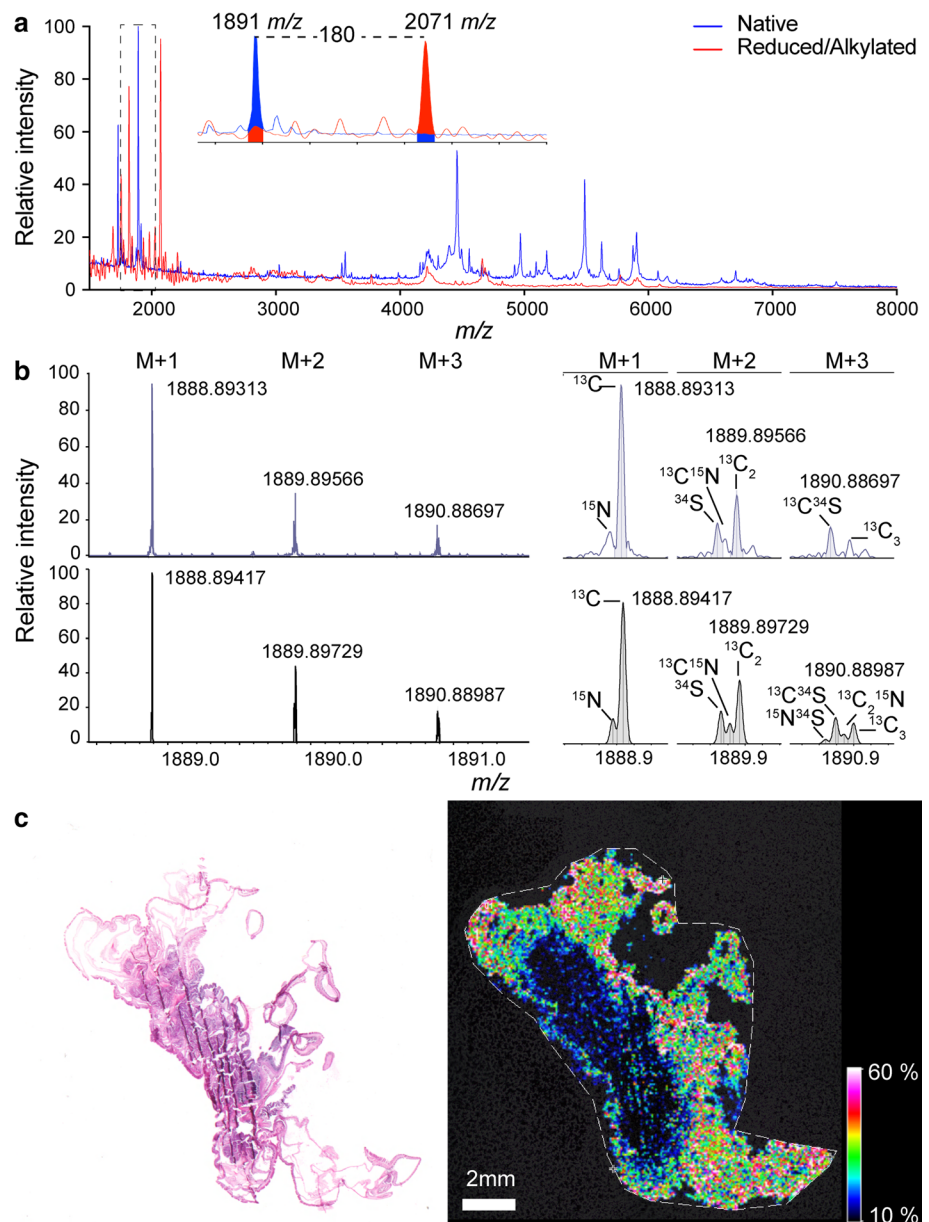 a
1891 m/z
2071 m/z
180
Native
Reduced/Alkylated
Relative intensity
100
80
60
40
20
0
2000 3000 4000 5000 6000 7000 8000
m/z
b
M+1 M+2 M+3
M+1 M+2 M+3
Relative intensity
100
80
60
40
20
0
1888.89313
1889.89566
1890.88697
¹³C
1888.89313
1889.89566
¹³C¹⁵N
¹³C₂
³⁴S
¹⁵N
1890.88697
¹³C³⁴S
¹³C₃
100
80
60
40
20
0
1888.89417
1889.89729
1890.88987
¹³C
1888.89417
1889.89729
¹³C¹⁵N
¹³C₂
³⁴S
¹⁵N
1890.88987
¹³C³⁴S
¹³C₂¹⁵N
¹⁵N³⁴S
¹³C₃
1889.0 1890.0 1891.0
1888.9 1889.9 1890.9
m/z
c
60 %
2mm
10 %